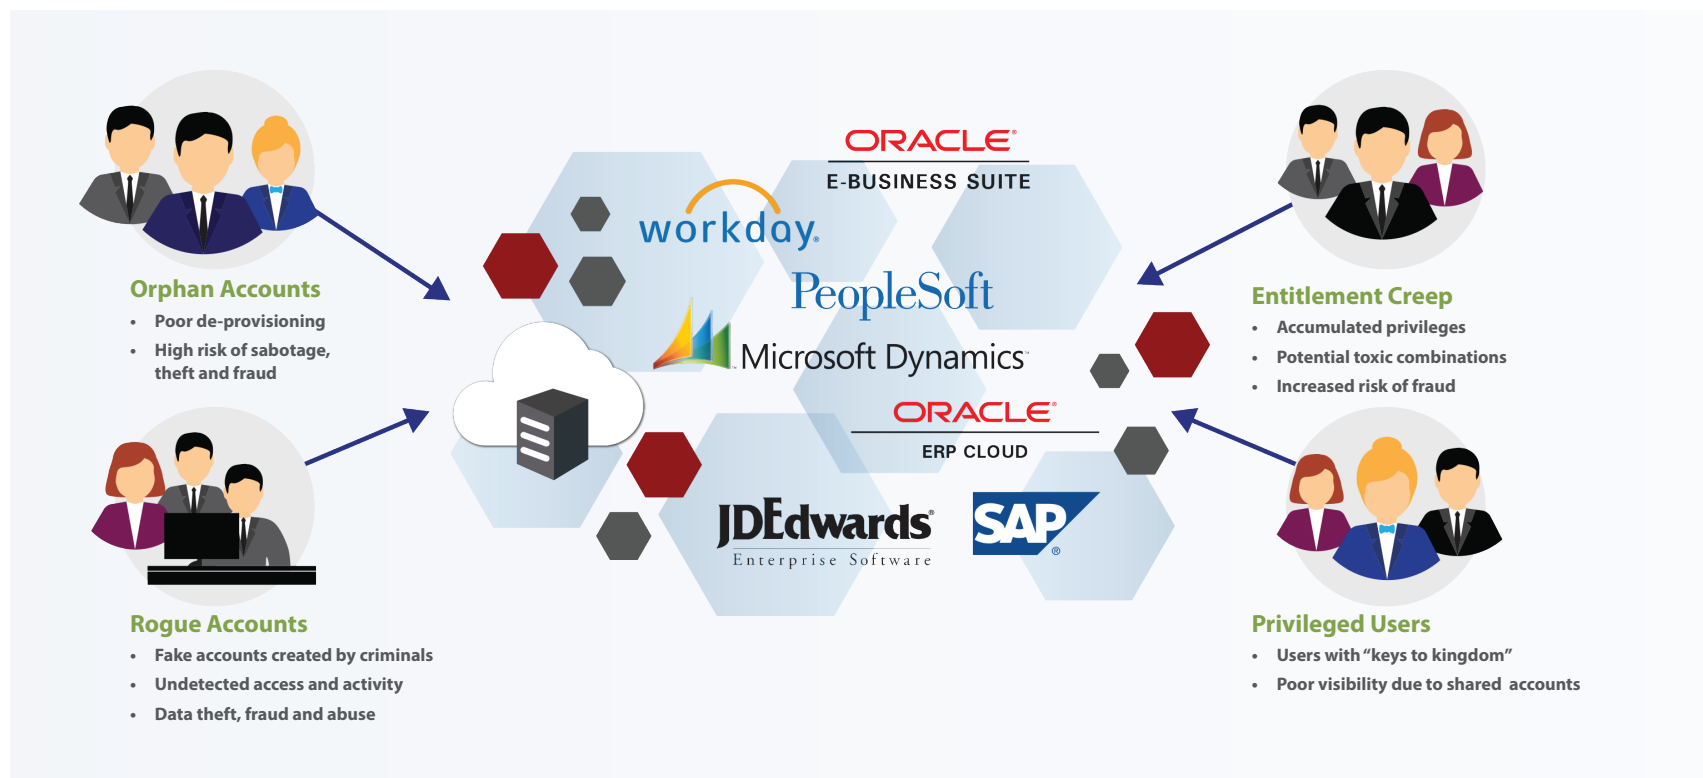 Orphan Accounts
• Poor de-provisioning
• High risk of sabotage,
theft and fraud
Rogue Accounts
• Fake accounts created by criminals
• Undetected access and activity
• Data theft, fraud and abuse
ORACLE®
E-BUSINESS SUITE
workday®
PeopleSoft
Microsoft Dynamics™
ORACLE®
ERP CLOUD
JDEdwards®
Enterprise Software
SAP®
Entitlement Creep
• Accumulated privileges
• Potential toxic combinations
• Increased risk of fraud
Privileged Users
• Users with “keys to kingdom”
• Poor visibility due to shared accounts